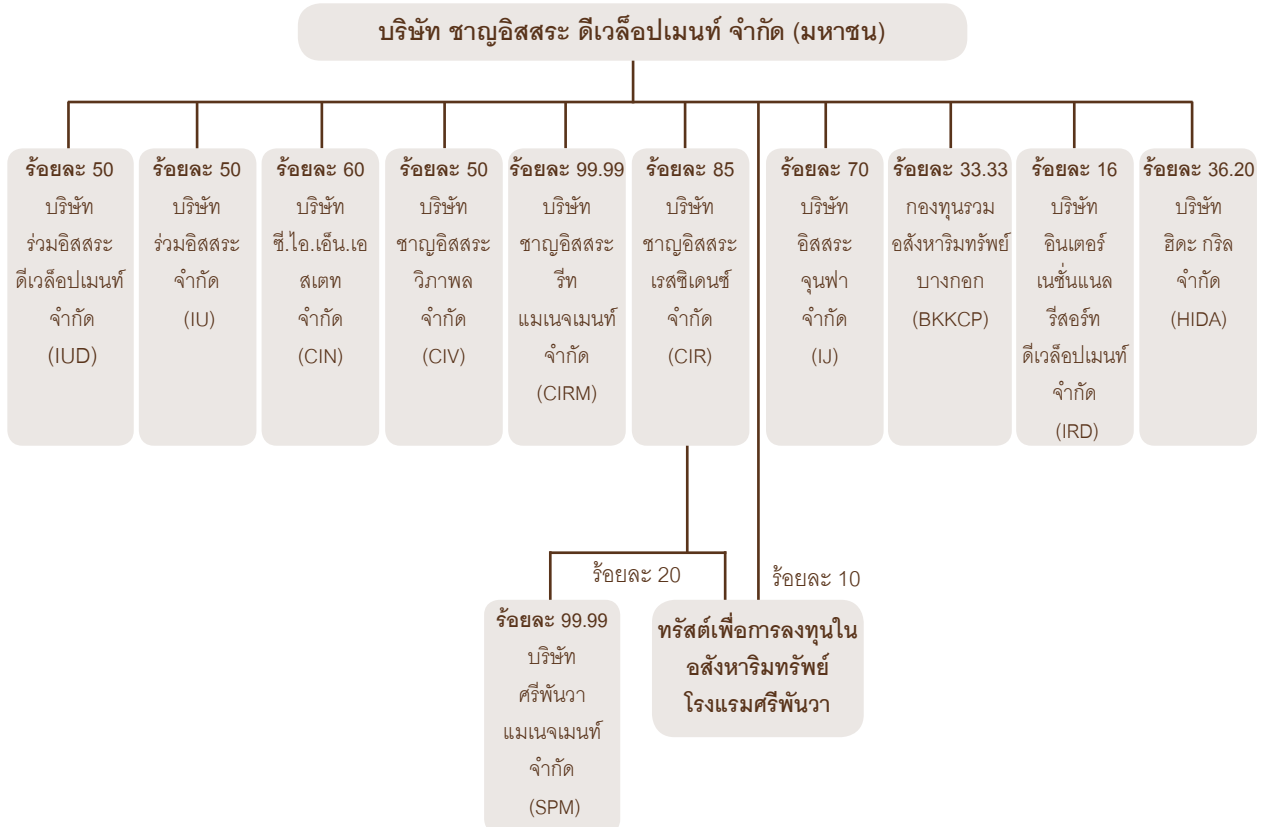 บริษัท ชาญอิสสระ ดีเวล็อปเมนท์ จำกัด (มหาชน)
ร้อยละ 50
บริษัท
ร่วมอิสสระ
ดีเวล็อปเมนท์
จำกัด
(IUD)
ร้อยละ 50
บริษัท
ร่วมอิสสระ
จำกัด
(IU)
ร้อยละ 60
บริษัท
ซี.ไอ.เอ็น.เอ
สเตท
จำกัด
(CIN)
ร้อยละ 50
บริษัท
ชาญอิสสระ
วิภาพล
จำกัด
(CIV)
ร้อยละ 99.99
บริษัท
ชาญอิสสระ
รีท
แมเนจเมนท์
จำกัด
(CIRM)
ร้อยละ 85
บริษัท
ชาญอิสสระ
เรสซิเดนซ์
จำกัด
(CIR)
ร้อยละ 70
บริษัท
อิสสระ
จุนฟา
จำกัด
(IJ)
ร้อยละ 33.33
กองทุนรวม
อสังหาริมทรัพย์
บางกอก
(BKKCP)
ร้อยละ 16
บริษัท
อินเตอร์
เนชั่นแนล
รีสอร์ท
ดีเวล็อปเมนท์
จำกัด
(IRD)
ร้อยละ 36.20
บริษัท
ฮิดะ กริล
จำกัด
(HIDA)
ร้อยละ 20
ร้อยละ 10
ร้อยละ 99.99
บริษัท
ศรีพันวา
แมเนจเมนท์
จำกัด
(SPM)
ทรัสต์เพื่อการลงทุนใน
อสังหาริมทรัพย์
โรงแรมศรีพันวา